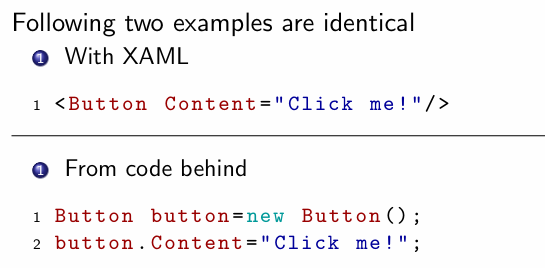 Following two examples are identical
1 With XAML
1 <Button Content="Click me!"/>
1 From code behind
1 Button button=new Button();
2 button.Content="Click me!";